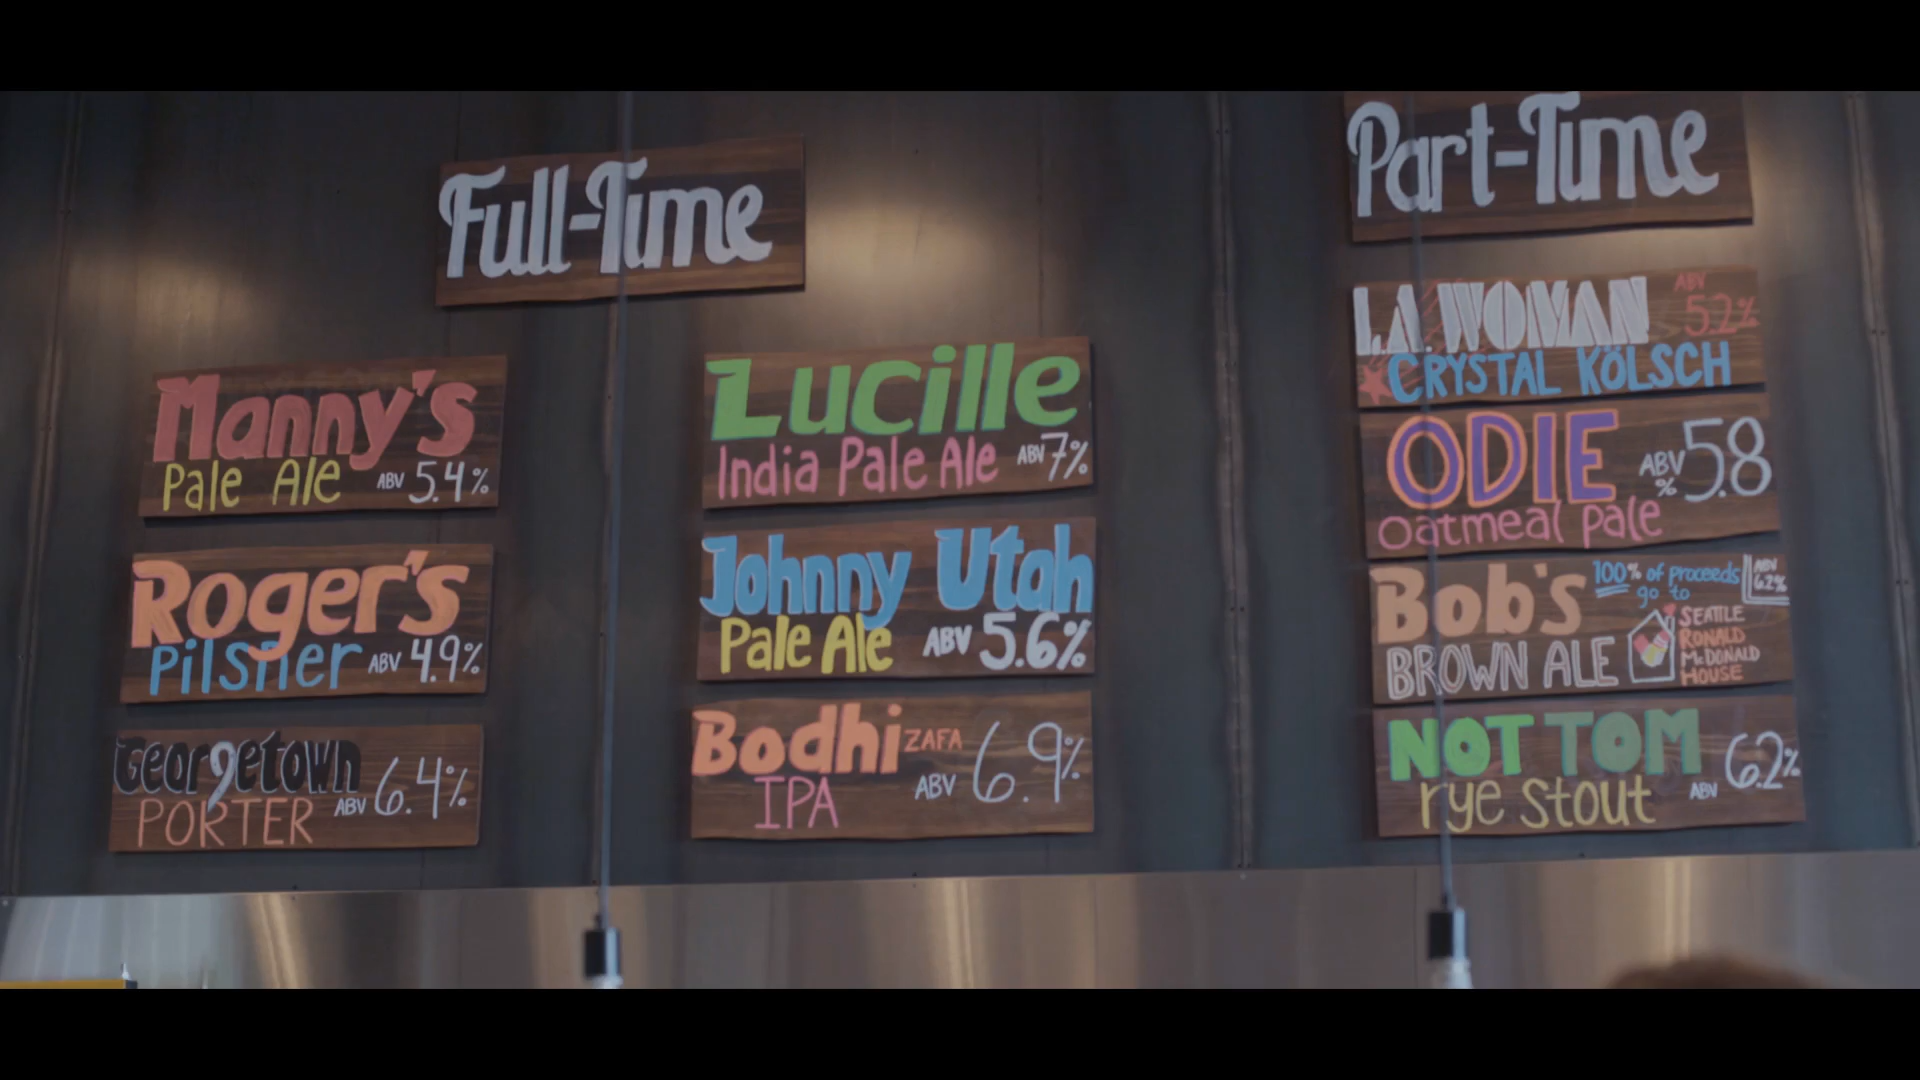 Full-Time
Manny's
Pale Ale ABV 5.4%
Roger's
Pilsner ABV 4.9%
Georgetown
PORTER ABV 6.4%
Lucille
India Pale Ale ABV 7%
Johnny Utah
Pale Ale ABV 5.6%
Bodhi ZAFA
IPA ABV 6.9%
Part-Time
L.A. WOMAN ABV 5.2%
CRYSTAL KÖLSCH
ODIE ABV % 5.8
oatmeal pale
Bob's 100% of proceeds go to ABV 6.2%
BROWN ALE SEATTLE RONALD McDONALD HOUSE
NOT TOM
rye stout ABV 6.2%